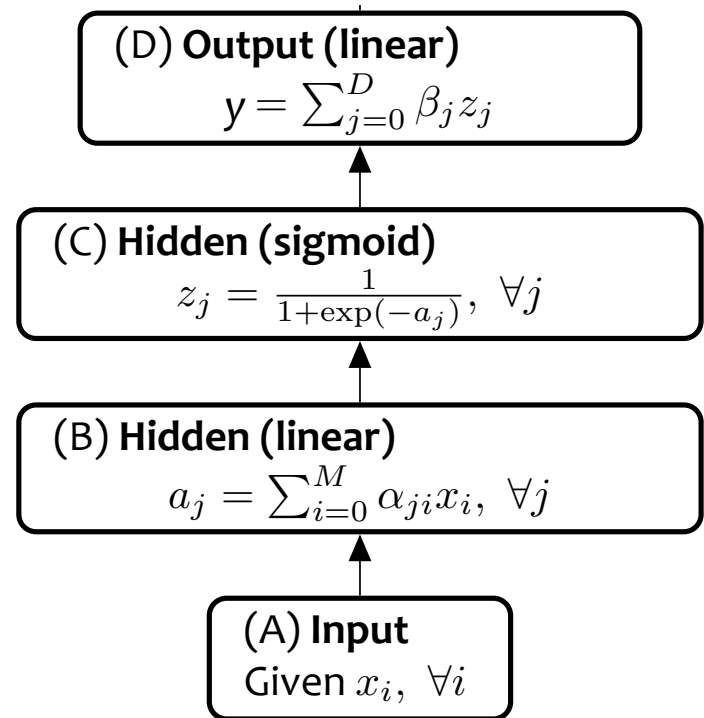 (D) Output (linear)
y = ∑_{j=0}^{D} β_j z_j
(C) Hidden (sigmoid)
z_j = \frac{1}{1+exp(−a_j)}, ∀j
(B) Hidden (linear)
a_j = ∑_{i=0}^{M} α_{ji} x_i, ∀j
(A) Input
Given x_i, ∀i